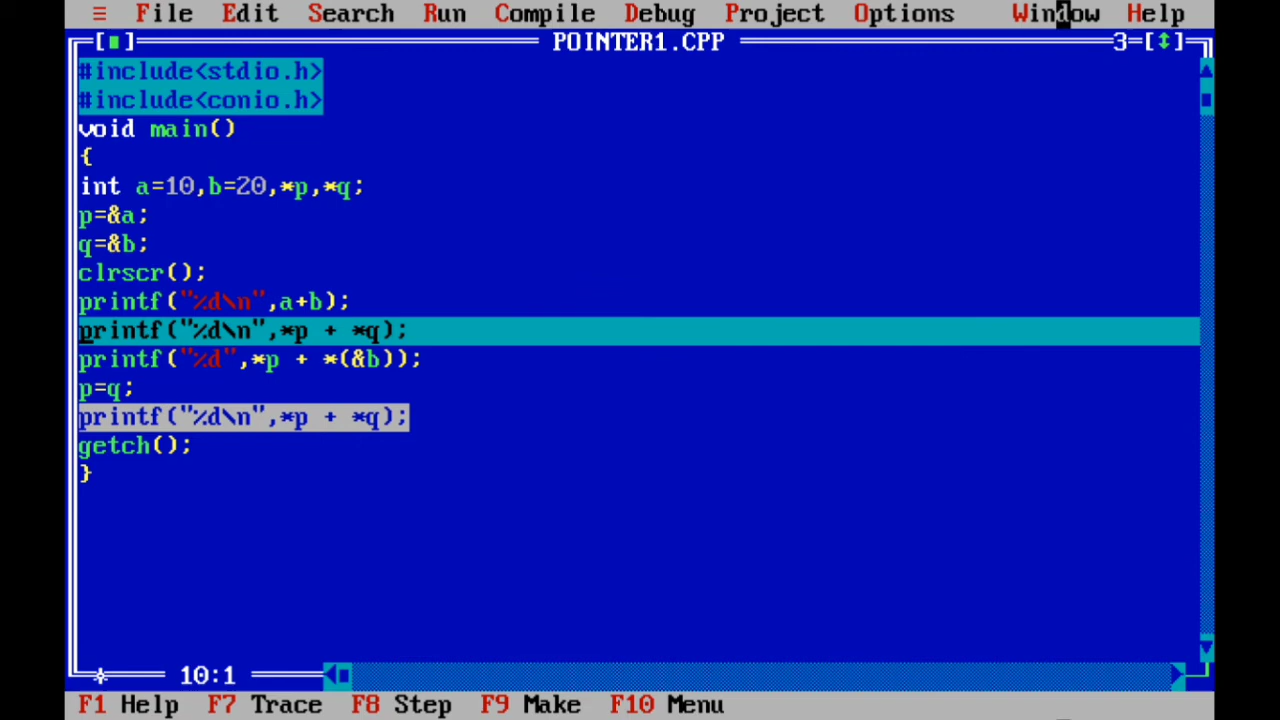 ≡ File Edit Search Run Compile Debug Project Options Window Help
[■] POINTER1.CPP 3=[↕]
#include<stdio.h>
#include<conio.h>
void main()
{
int a=10,b=20,*p,*q;
p=&a;
q=&b;
clrscr();
printf("%d\n",a+b);
printf("%d\n",*p + *q);
printf("%d",*p + *(&b));
p=q;
printf("%d\n",*p + *q);
getch();
}
10:1
F1 Help F7 Trace F8 Step F9 Make F10 Menu